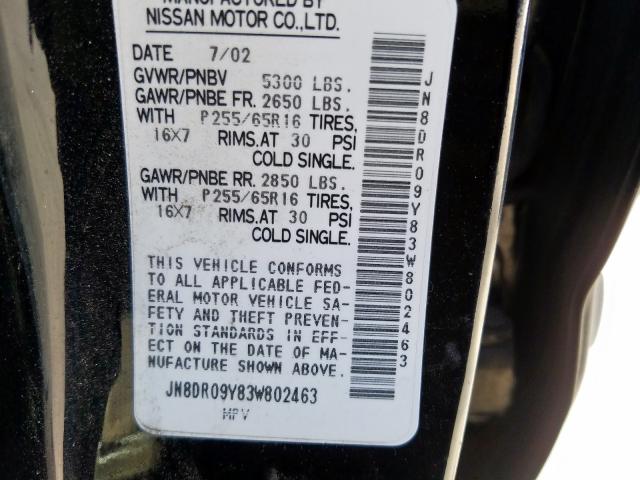 MANUFACTURED BY
NISSAN MOTOR CO.,LTD.
DATE 7/02
GVWR/PNBV 5300 LBS.
GAWR/PNBE FR. 2650 LBS.
WITH P255/65R16 TIRES,
16X7 RIMS.AT 30 PSI
COLD SINGLE.
GAWR/PNBE RR. 2850 LBS.
WITH P255/65R16 TIRES,
16X7 RIMS.AT 30 PSI
COLD SINGLE.
THIS VEHICLE CONFORMS
TO ALL APPLICABLE FED-
ERAL MOTOR VEHICLE SA-
FETY AND THEFT PREVEN-
TION STANDARDS IN EFF-
ECT ON THE DATE OF MA-
NUFACTURE SHOWN ABOVE.
JN8DR09Y83W802463
MPV
JN8DR09Y83W802463